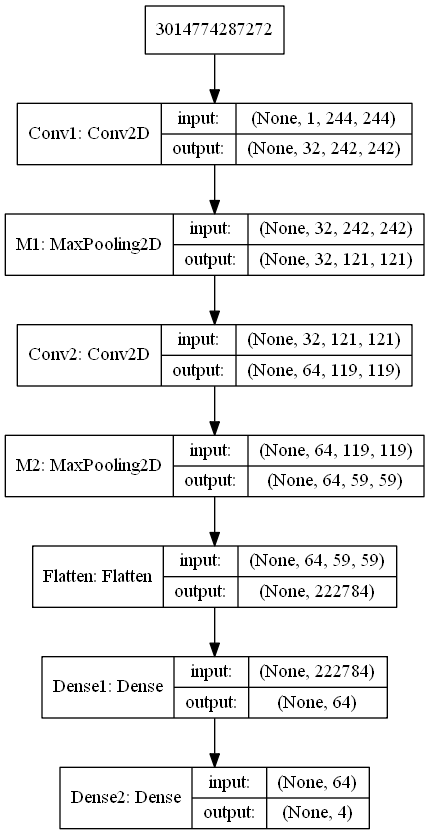 3014774287272
Conv1: Conv2D
input:
(None, 1, 244, 244)
output:
(None, 32, 242, 242)
M1: MaxPooling2D
input:
(None, 32, 242, 242)
output:
(None, 32, 121, 121)
Conv2: Conv2D
input:
(None, 32, 121, 121)
output:
(None, 64, 119, 119)
M2: MaxPooling2D
input:
(None, 64, 119, 119)
output:
(None, 64, 59, 59)
Flatten: Flatten
input:
(None, 64, 59, 59)
output:
(None, 222784)
Dense1: Dense
input:
(None, 222784)
output:
(None, 64)
Dense2: Dense
input:
(None, 64)
output:
(None, 4)